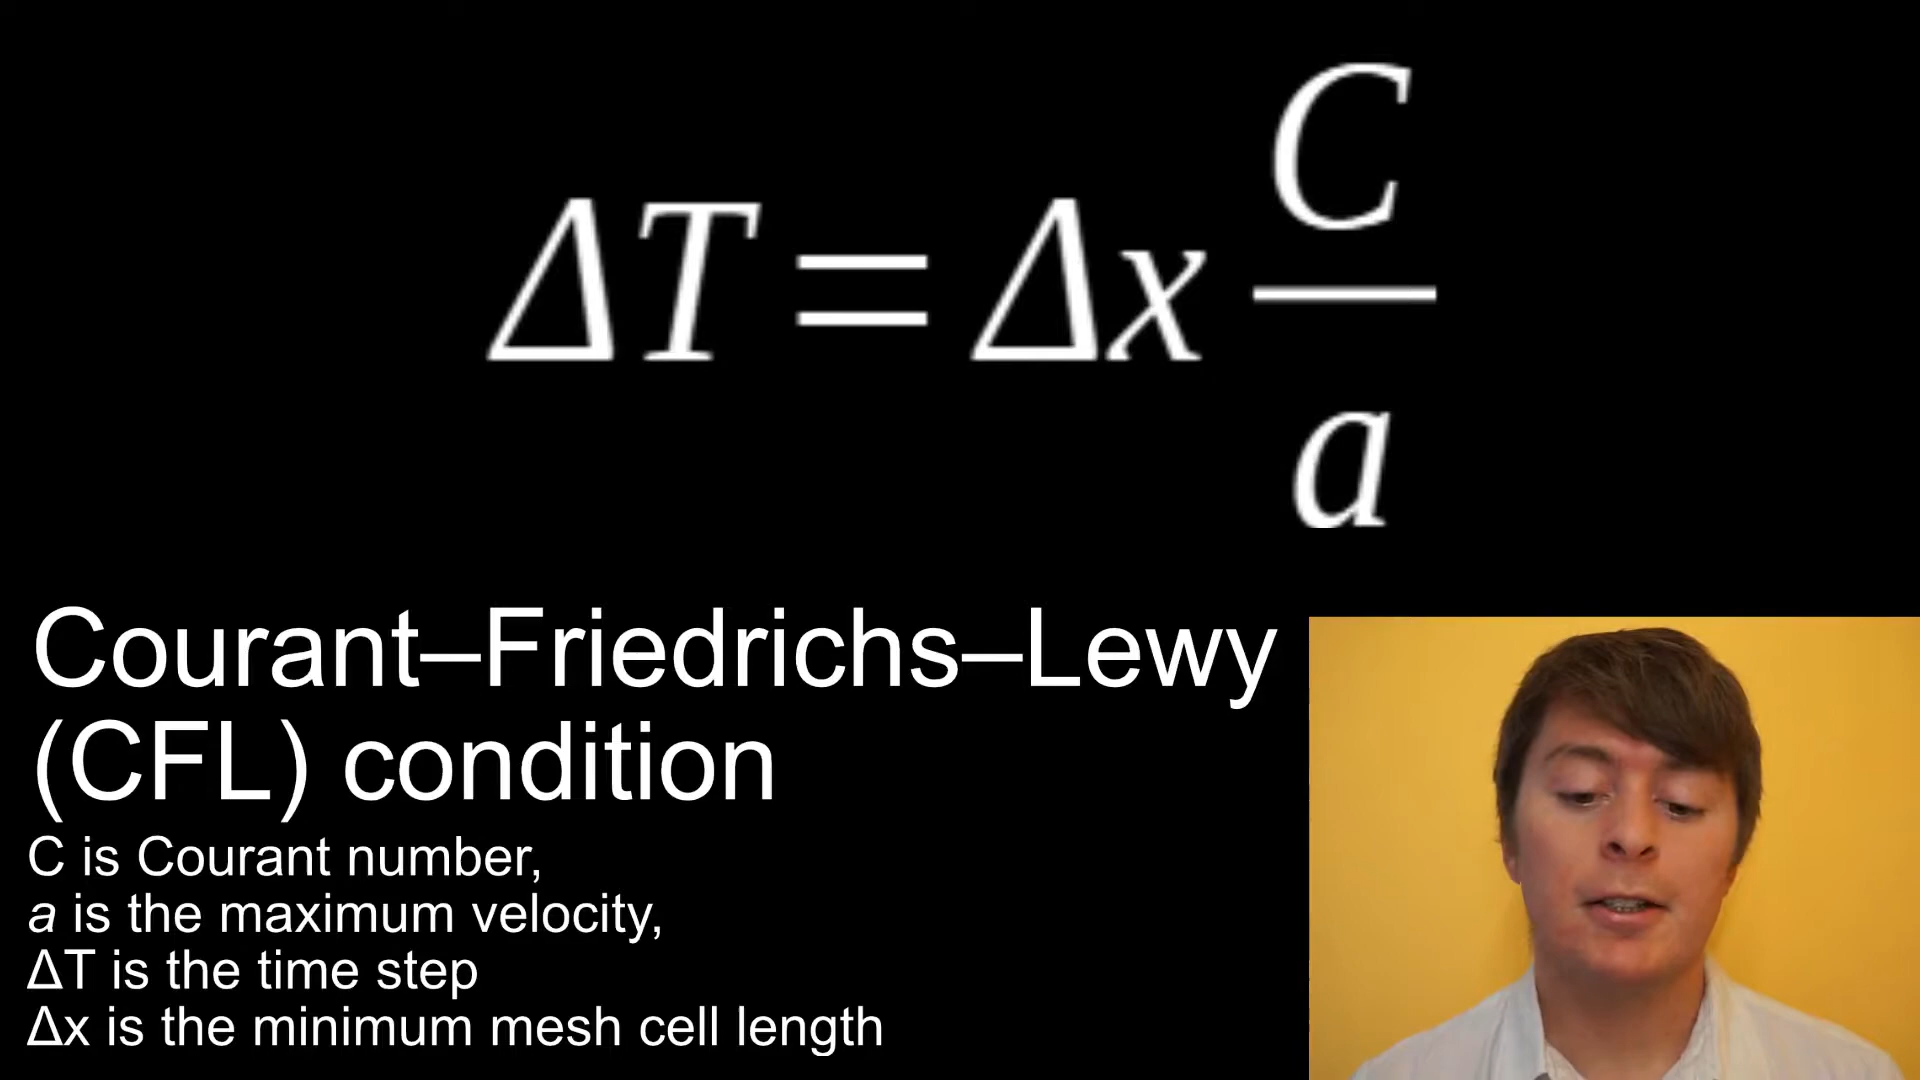 ΔT = Δx C/a
Courant–Friedrichs–Lewy
(CFL) condition
C is Courant number,
a is the maximum velocity,
ΔT is the time step
Δx is the minimum mesh cell length